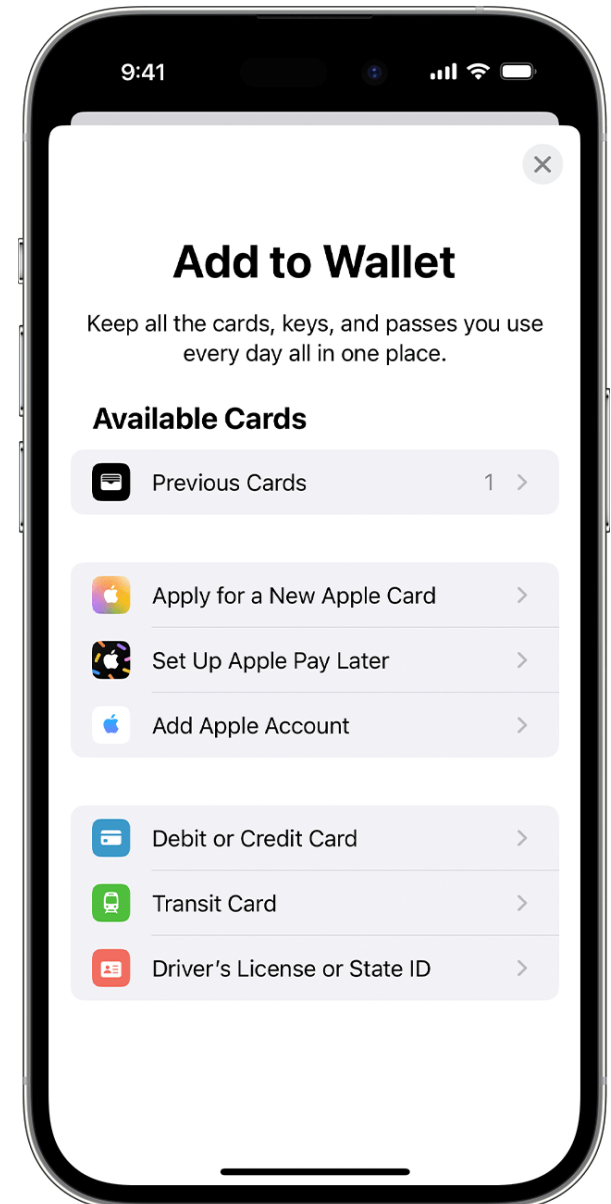 9:41
Add to Wallet
Keep all the cards, keys, and passes you use
every day all in one place.
Available Cards
Previous Cards 1
Apply for a New Apple Card
Set Up Apple Pay Later
Add Apple Account
Debit or Credit Card
Transit Card
Driver’s License or State ID